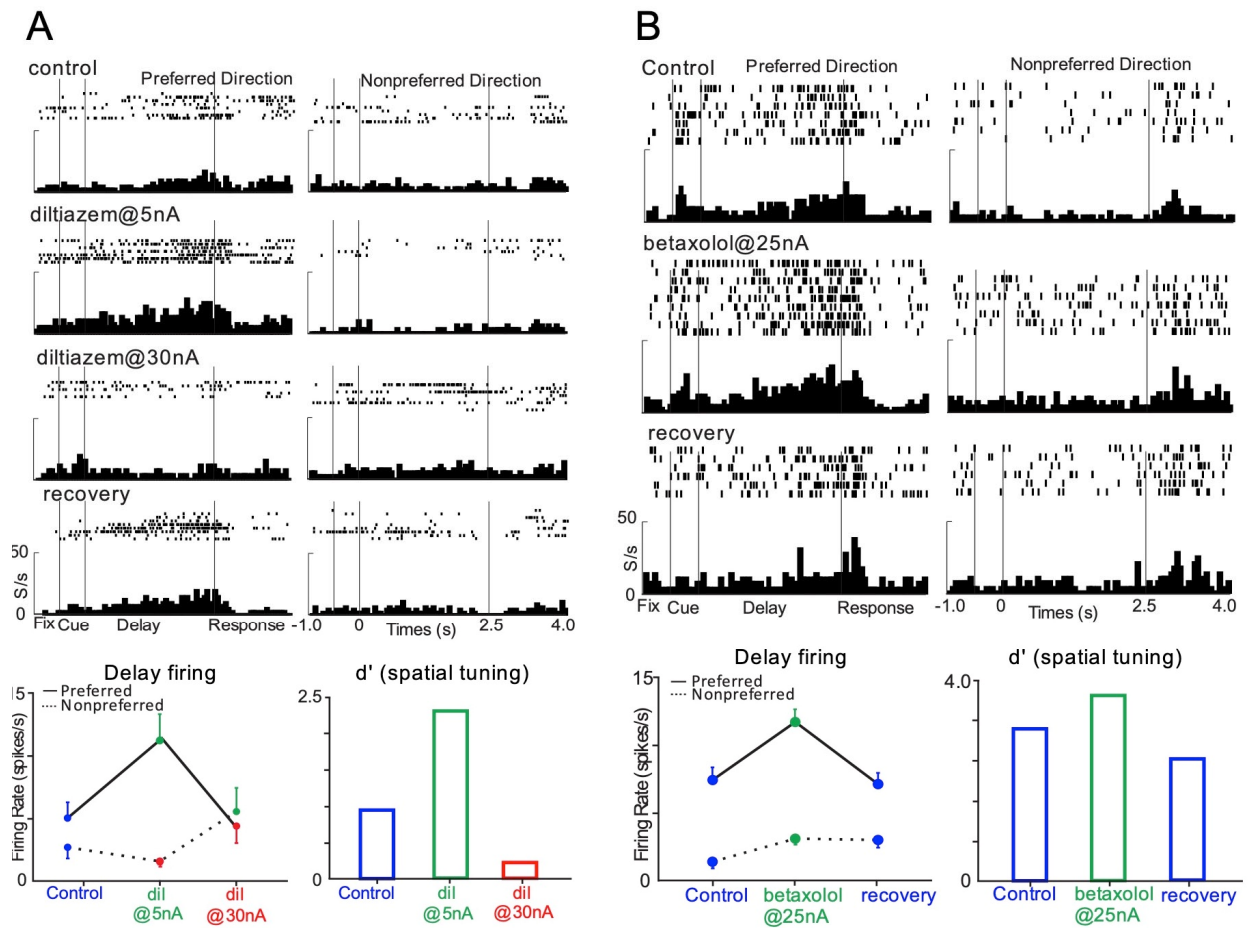 A
control
Preferred Direction
Nonpreferred Direction
diltiazem@5nA
diltiazem@30nA
recovery
50
S/s
0
Fix Cue Delay Response
-1.0 0 Times (s) 2.5 4.0
Delay firing
Preferred
Nonpreferred
5
Firing Rate (spikes/s)
0
Control
dil
@5nA
dil
@30nA
d' (spatial tuning)
2.5
0
Control
dil
@5nA
dil
@30nA
B
Control
Preferred Direction
Nonpreferred Direction
betaxolol@25nA
recovery
50
S/s
0
Fix Cue Delay Response
-1.0 0 Times (s) 2.5 4.0
Delay firing
15
Preferred
Nonpreferred
Firing Rate (spikes/s)
0
Control
betaxolol
@25nA
recovery
d' (spatial tuning)
4.0
0
Control
betaxolol
@25nA
recovery